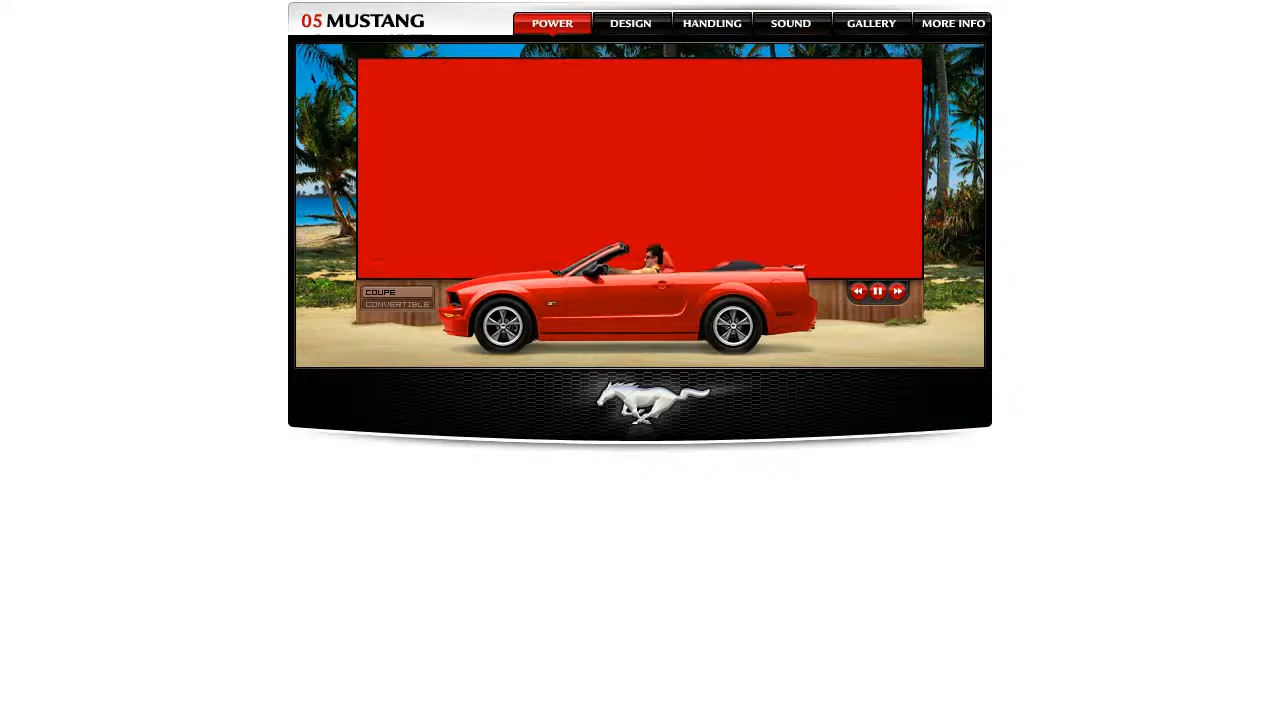 05 MUSTANG
POWER
DESIGN
HANDLING
SOUND
GALLERY
MORE INFO
COUPE
CONVERTIBLE